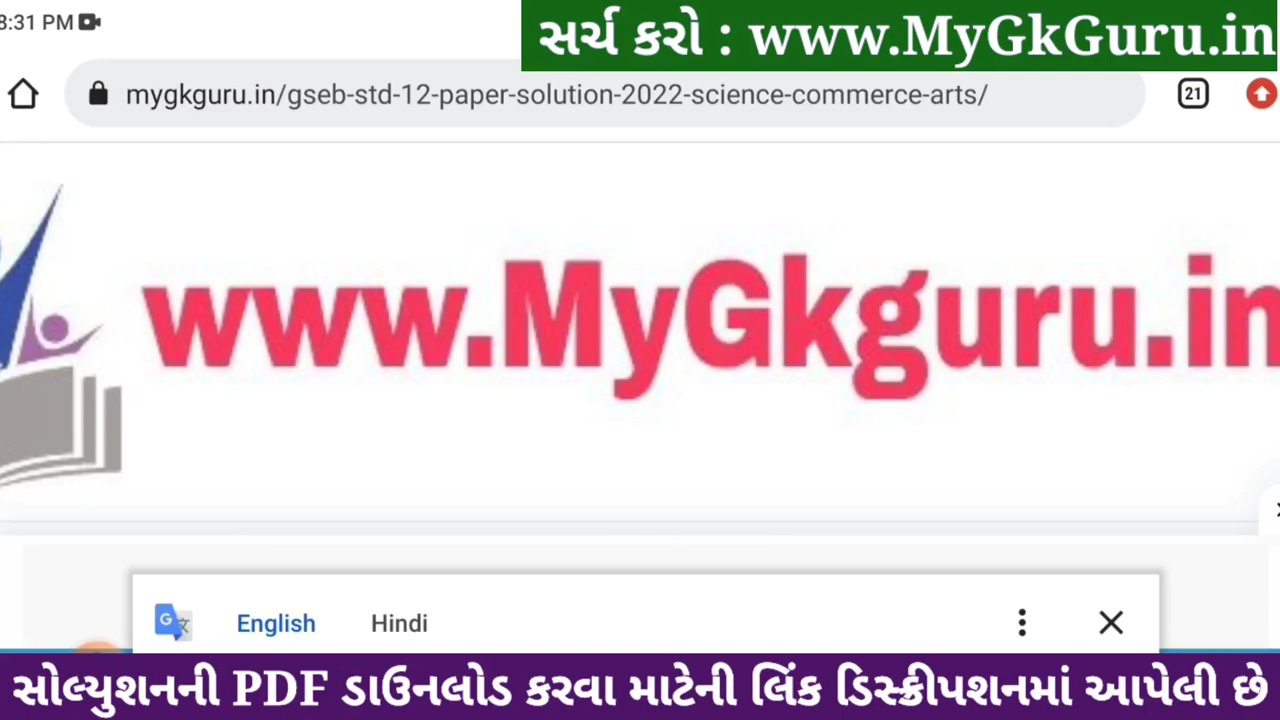 8:31 PM
સર્ચ કરો : www.MyGkGuru.in
mygkguru.in/gseb-std-12-paper-solution-2022-science-commerce-arts/
21
www.MyGkguru.in
English Hindi
સોલ્યુશનની PDF ડાઉનલોડ કરવા માટેની લિંક ડિસ્ક્રીપશનમાં આપેલી છે